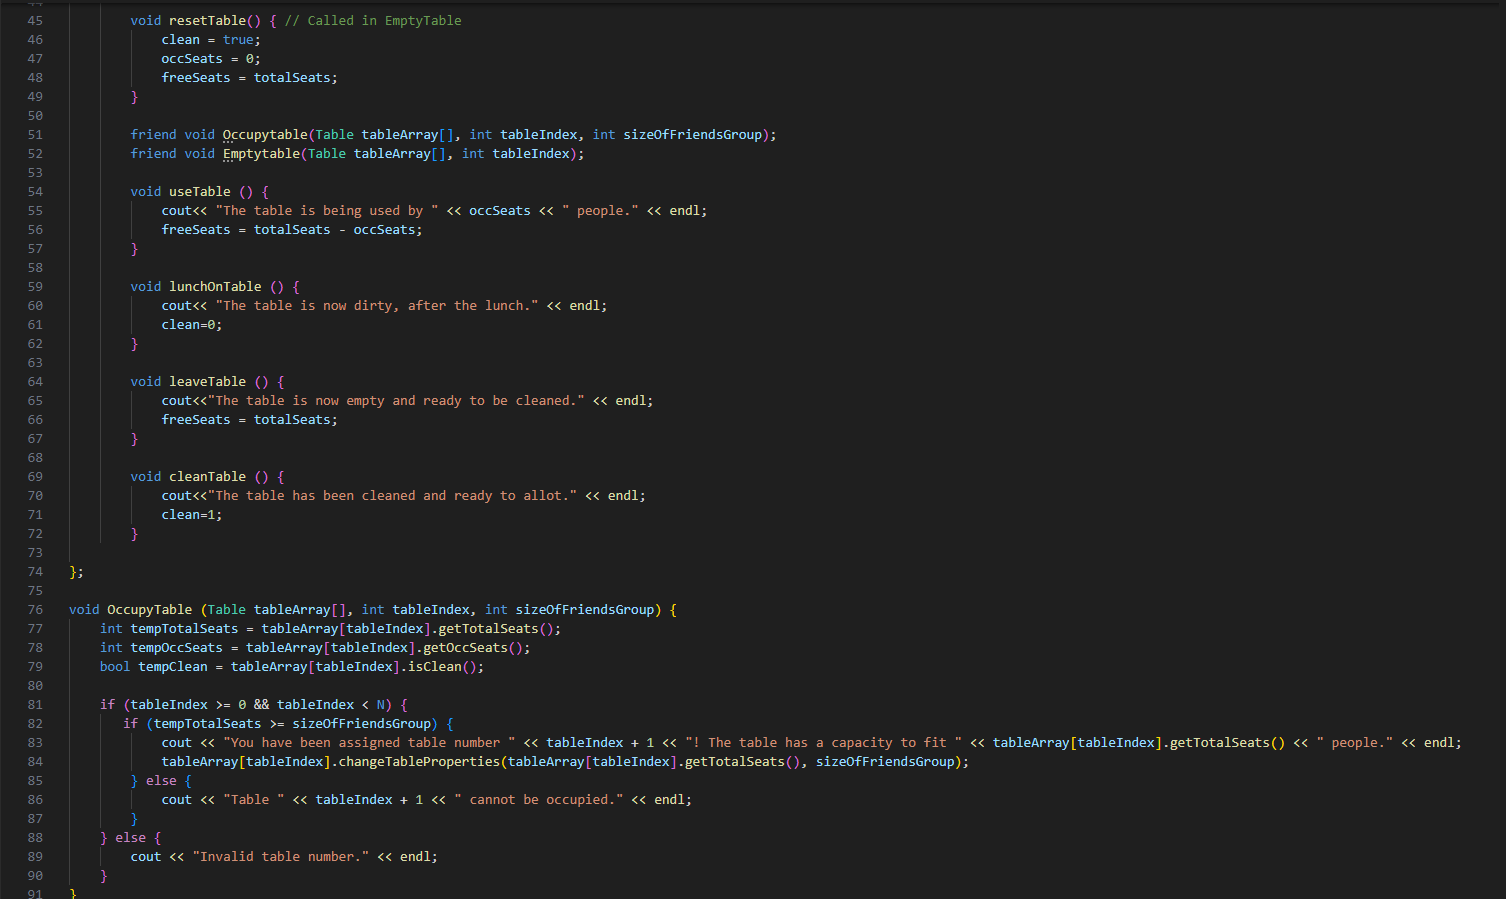 45 void resetTable() { // Called in EmptyTable
46 clean = true;
47 occSeats = 0;
48 freeSeats = totalSeats;
49 }
50
51 friend void Occupytable(Table tableArray[], int tableIndex, int sizeOfFriendsGroup);
52 friend void Emptytable(Table tableArray[], int tableIndex);
53
54 void useTable () {
55 cout<< "The table is being used by " << occSeats << " people." << endl;
56 freeSeats = totalSeats - occSeats;
57 }
58
59 void lunchOnTable () {
60 cout<< "The table is now dirty, after the lunch." << endl;
61 clean=0;
62 }
63
64 void leaveTable () {
65 cout<<"The table is now empty and ready to be cleaned." << endl;
66 freeSeats = totalSeats;
67 }
68
69 void cleanTable () {
70 cout<<"The table has been cleaned and ready to allot." << endl;
71 clean=1;
72 }
73
74 };
75
76 void OccupyTable (Table tableArray[], int tableIndex, int sizeOfFriendsGroup) {
77 int tempTotalSeats = tableArray[tableIndex].getTotalSeats();
78 int tempOccSeats = tableArray[tableIndex].getOccSeats();
79 bool tempClean = tableArray[tableIndex].isClean();
80
81 if (tableIndex >= 0 && tableIndex < N) {
82 if (tempTotalSeats >= sizeOfFriendsGroup) {
83 cout << "You have been assigned table number " << tableIndex + 1 << "! The table has a capacity to fit " << tableArray[tableIndex].getTotalSeats() << " people." << endl;
84 tableArray[tableIndex].changeTableProperties(tableArray[tableIndex].getTotalSeats(), sizeOfFriendsGroup);
85 } else {
86 cout << "Table " << tableIndex + 1 << " cannot be occupied." << endl;
87 }
88 } else {
89 cout << "Invalid table number." << endl;
90 }
91 }